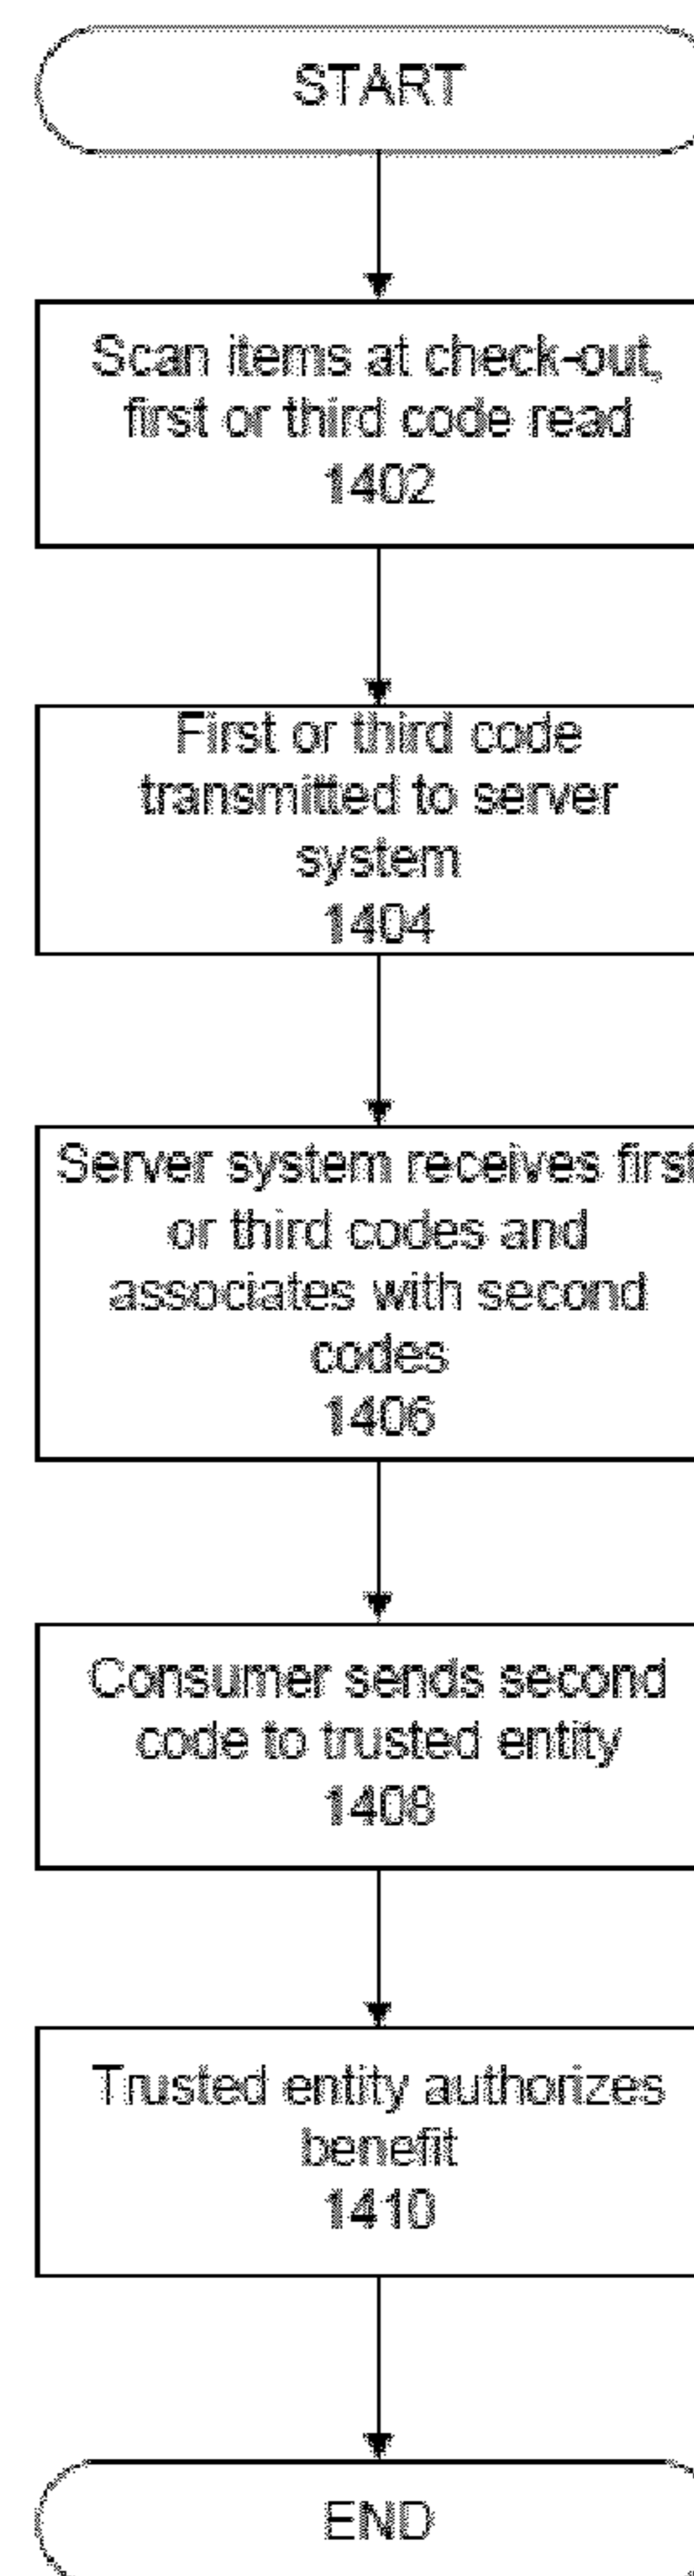 START
Scan items at check-out,
first or third code read
1402
First or third code
transmitted to server
system
1404
Server system receives first
or third codes and
associates with second
codes
1406
Consumer sends second
code to trusted entity
1408
Trusted entity authorizes
benefit
1410
END